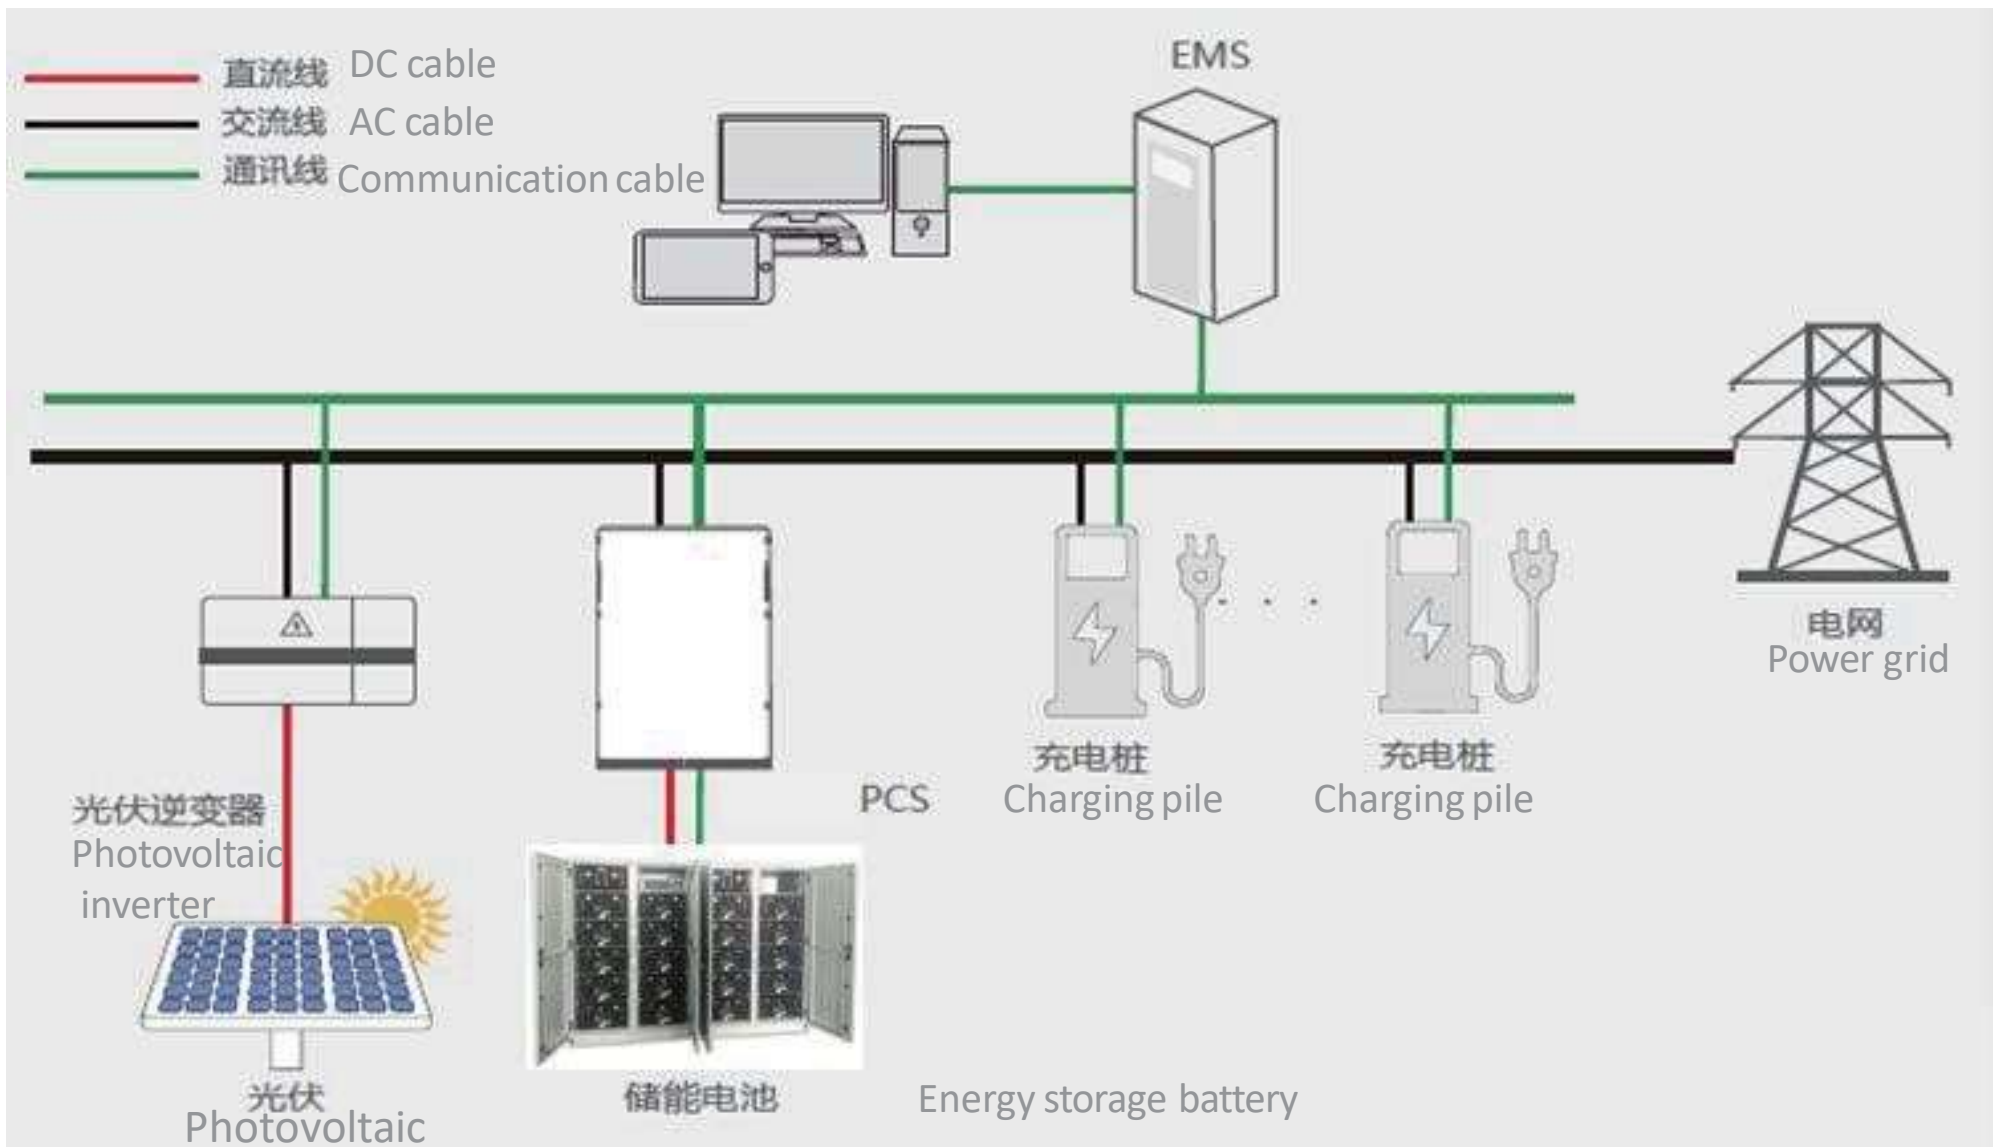 直流线 DC cable
交流线 AC cable
通讯线 Communication cable
EMS
电网
Power grid
充电桩
Charging pile
充电桩
Charging pile
PCS
光伏逆变器
Photovoltaic
inverter
光伏
Photovoltaic
储能电池
Energy storage battery